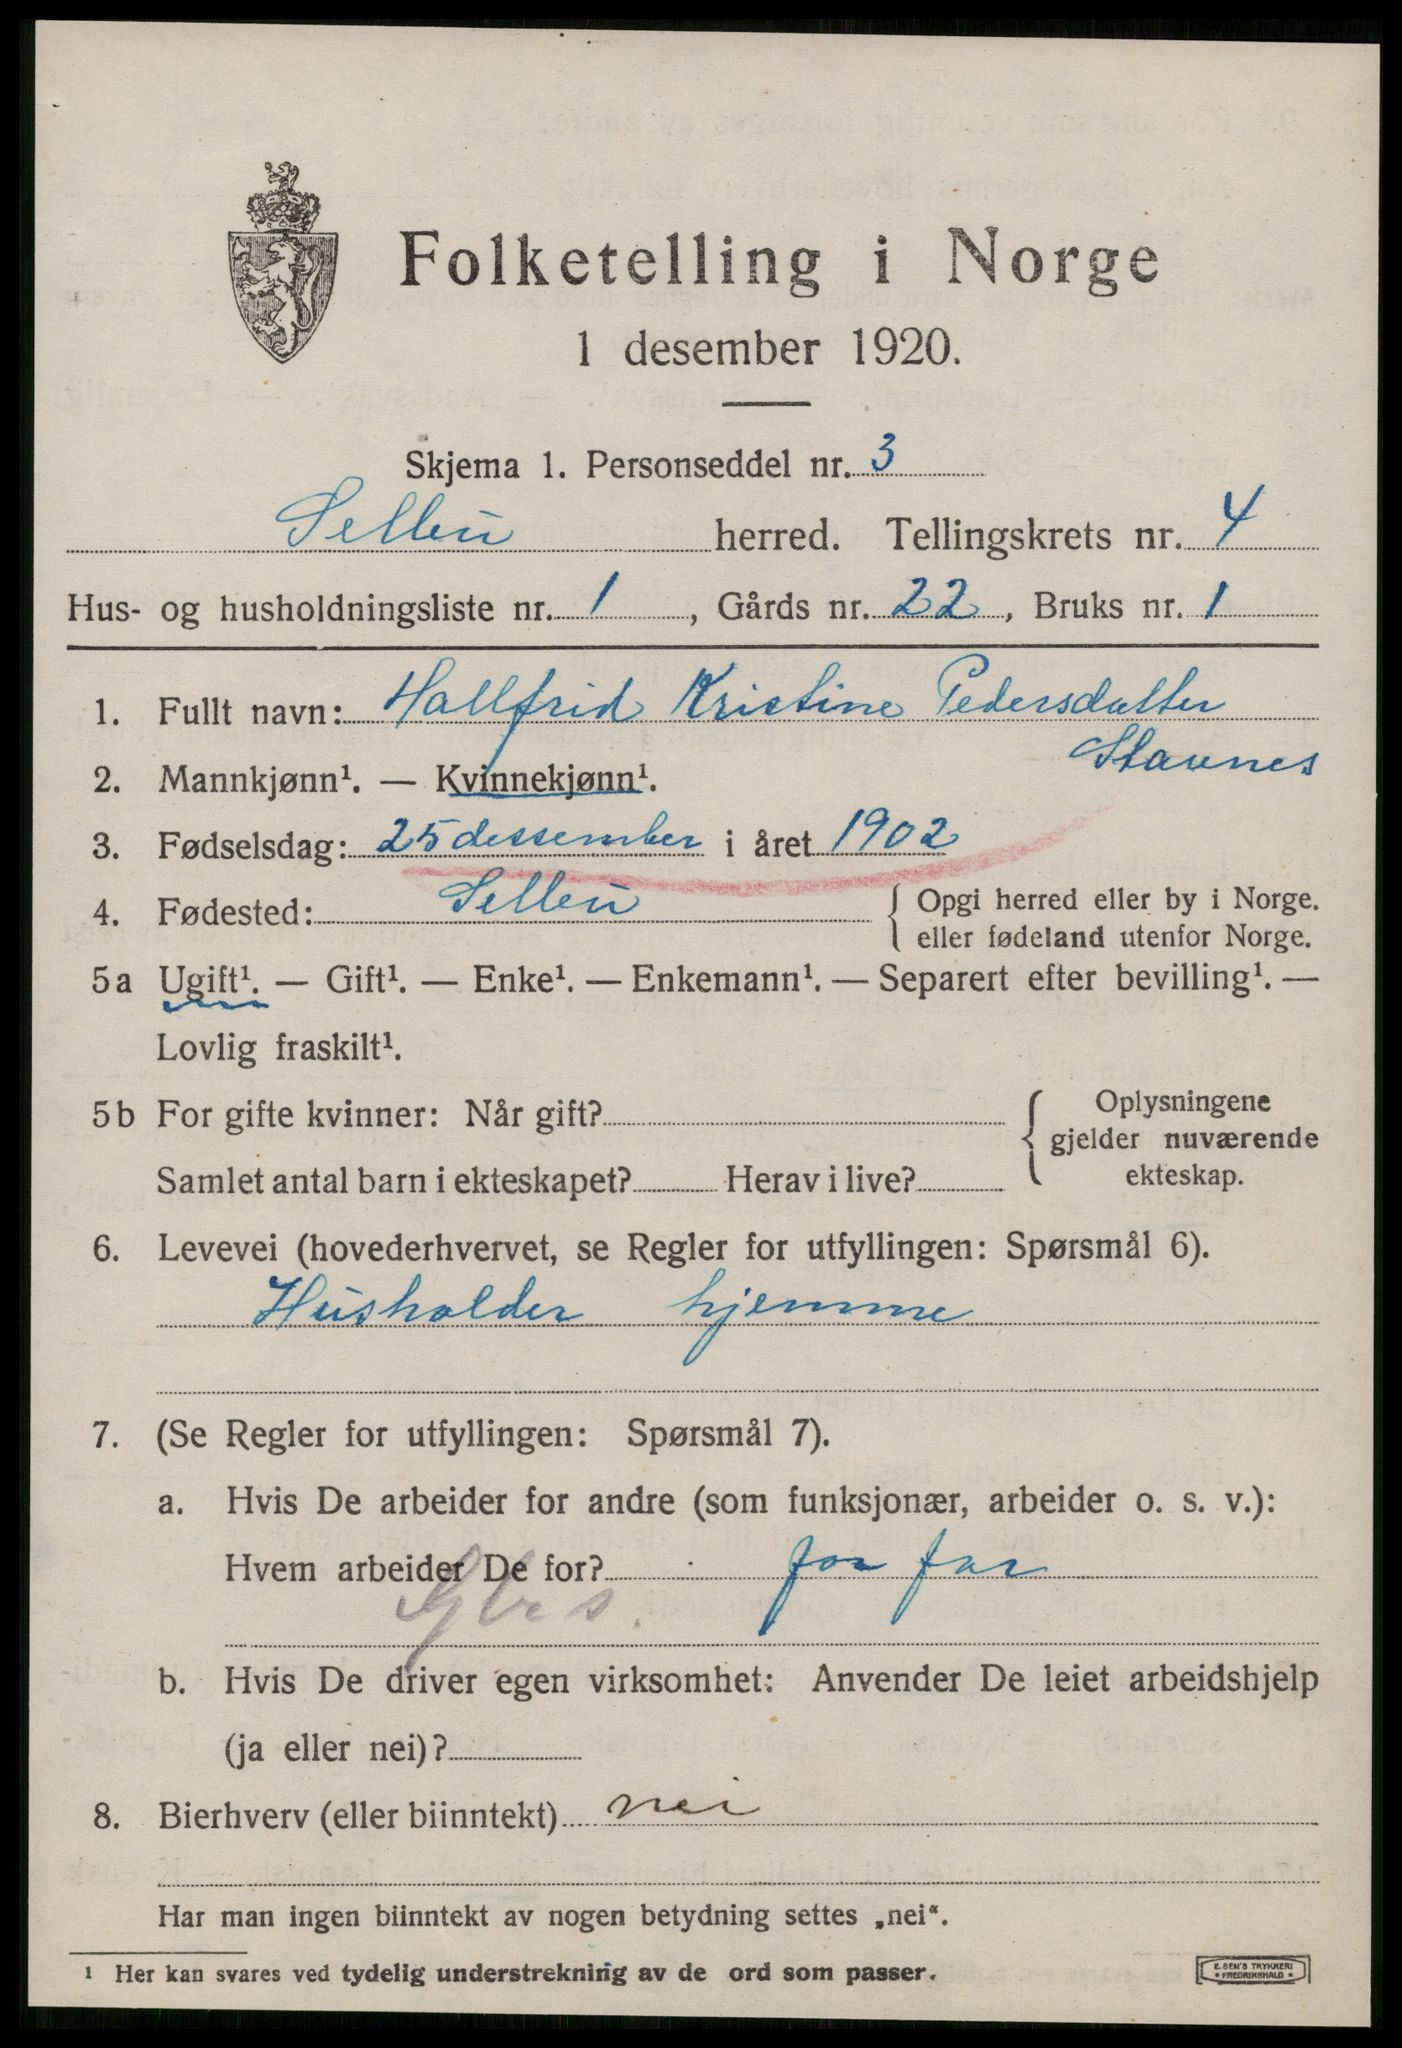 Folketelling i Norge
1 desember 1920.
Skjema 1. Personseddel nr. 3
Selbu herred. Tellingskrets nr. 4
Hus- og husholdningsliste nr. 1, Gårds nr. 22, Bruks nr. 1
1. Fullt navn: Hallfrid Kristine Pedersdatter
Stavnes
2. Mannkjønn¹. — Kvinnekjønn¹.
3. Fødselsdag: 25 dessember i året 1902
4. Fødested: Selbu { Opgi herred eller by i Norge.
eller fødeland utenfor Norge.
5a Ugift¹. — Gift¹. — Enke¹. — Enkemann¹. — Separert efter bevilling¹. —
Lovlig fraskilt¹.
5b For gifte kvinner: Når gift? { Oplysningene
gjelder nuværende
Samlet antal barn i ekteskapet? Herav i live? ekteskap.
6. Levevei (hovederhvervet, se Regler for utfyllingen: Spørsmål 6).
Husholder hjemme
7. (Se Regler for utfyllingen: Spørsmål 7).
a. Hvis De arbeider for andre (som funksjonær, arbeider o. s. v.):
Hvem arbeider De for? for far
b. Hvis De driver egen virksomhet: Anvender De leiet arbeidshjelp
(ja eller nei)?
8. Bierhverv (eller biinntekt) nei
Har man ingen biinntekt av nogen betydning settes „nei“.
¹ Her kan svares ved tydelig understrekning av de ord som passer.
E. SEM'S TRYKKERI
FREDRIKSHALD